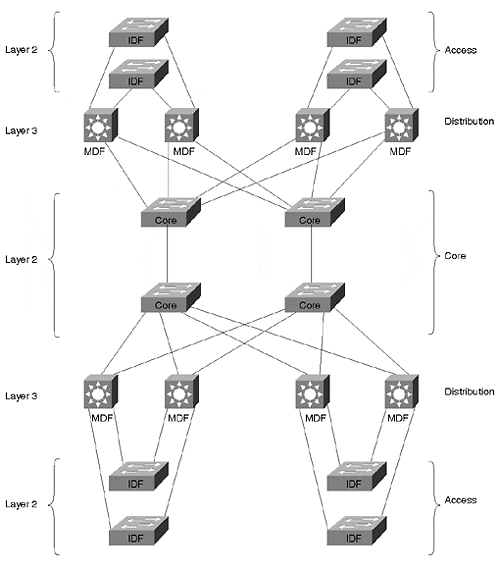 IDF
IDF
Layer 2
Access
IDF
IDF
Layer 3
Distribution
MDF
MDF
MDF
MDF
Core
Core
Layer 2
Core
Core
Core
Layer 3
Distribution
MDF
MDF
MDF
MDF
IDF
IDF
Layer 2
Access
IDF
IDF